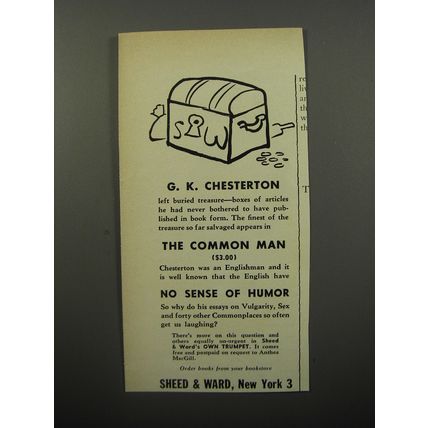 S W
G. K. CHESTERTON
left buried treasure—boxes of articles
he had never bothered to have pub-
lished in book form. The finest of the
treasure so far salvaged appears in
THE COMMON MAN
($3.00)
Chesterton was an Englishman and it
is well known that the English have
NO SENSE OF HUMOR
So why do his essays on Vulgarity, Sex
and forty other Commonplaces so often
get us laughing?
There's more on this question and
others equally un-urgent in Sheed
& Ward's OWN TRUMPET. It comes
free and postpaid on request to Anthea
MacGill.
Order books from your bookstore
SHEED & WARD, New York 3